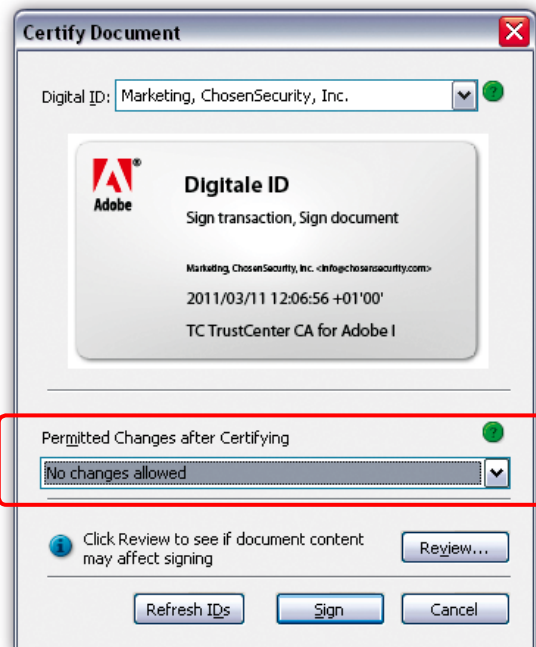 Certify Document
Digital ID: Marketing, ChosenSecurity, Inc.
Adobe
Digitale ID
Sign transaction, Sign document
Marketing, ChosenSecurity, Inc. <info@chosensecurity.com>
2011/03/11 12:06:56 +01'00'
TC TrustCenter CA for Adobe I
Permitted Changes after Certifying
No changes allowed
Click Review to see if document content
may affect signing
Review...
Refresh IDs
Sign
Cancel